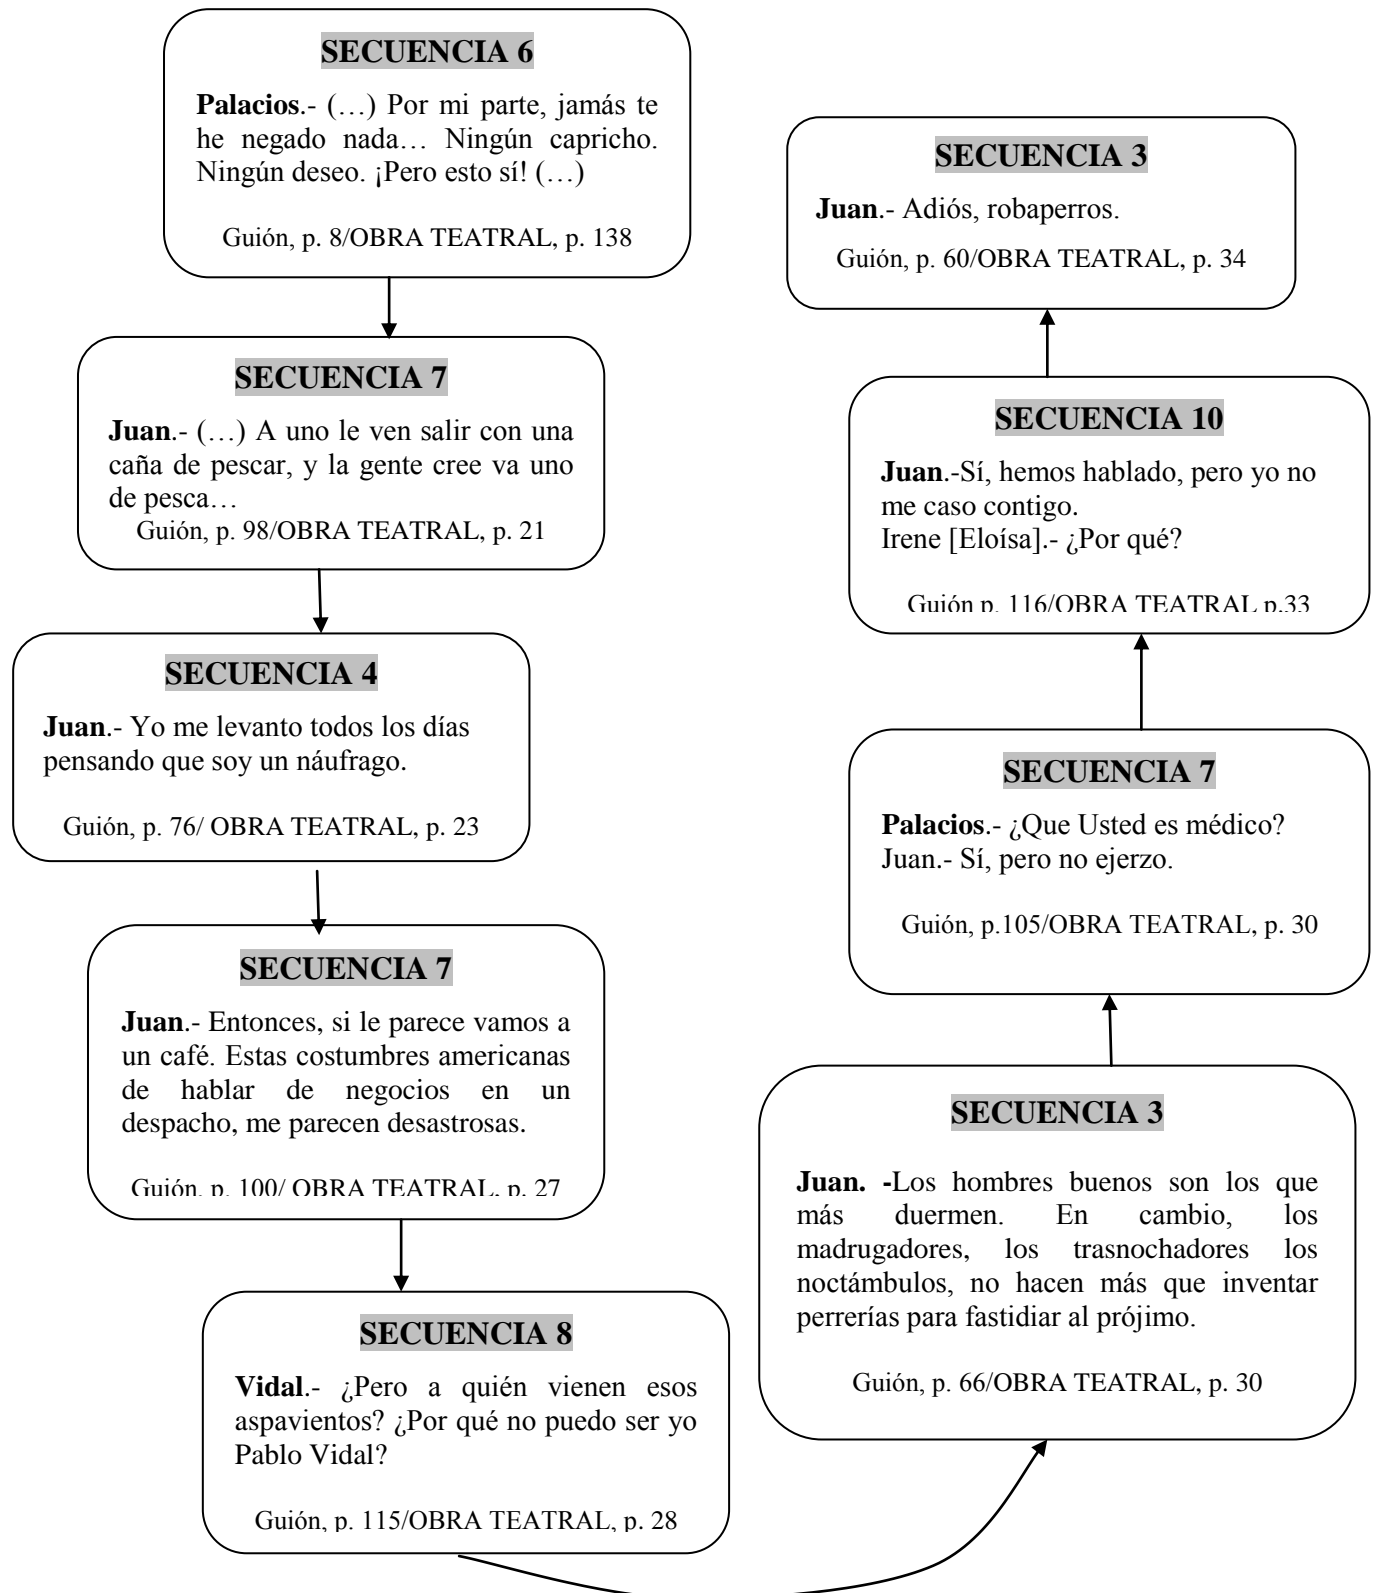 SECUENCIA 6
Palacios.- (…) Por mi parte, jamás te
he negado nada… Ningún capricho.
Ningún deseo. ¡Pero esto sí! (…)
Guión, p. 8/OBRA TEATRAL, p. 138
SECUENCIA 7
Juan.- (…) A uno le ven salir con una
caña de pescar, y la gente cree va uno
de pesca…
Guión, p. 98/OBRA TEATRAL, p. 21
SECUENCIA 4
Juan.- Yo me levanto todos los días
pensando que soy un náufrago.
Guión, p. 76/ OBRA TEATRAL, p. 23
SECUENCIA 7
Juan.- Entonces, si le parece vamos a
un café. Estas costumbres americanas
de hablar de negocios en un
despacho, me parecen desastrosas.
Guión, p. 100/ OBRA TEATRAL, p. 27
SECUENCIA 8
Vidal.- ¿Pero a quién vienen esos
aspavientos? ¿Por qué no puedo ser yo
Pablo Vidal?
Guión, p. 115/OBRA TEATRAL, p. 28
SECUENCIA 3
Juan. -Los hombres buenos son los que
más duermen. En cambio, los
madrugadores, los trasnochadores los
noctámbulos, no hacen más que inventar
perrerías para fastidiar al prójimo.
Guión, p. 66/OBRA TEATRAL, p. 30
SECUENCIA 7
Palacios.- ¿Que Usted es médico?
Juan.- Sí, pero no ejerzo.
Guión, p.105/OBRA TEATRAL, p. 30
SECUENCIA 10
Juan.-Sí, hemos hablado, pero yo no
me caso contigo.
Irene [Eloísa].- ¿Por qué?
Guión p. 116/OBRA TEATRAL p.33
SECUENCIA 3
Juan.- Adiós, robaperros.
Guión, p. 60/OBRA TEATRAL, p. 34